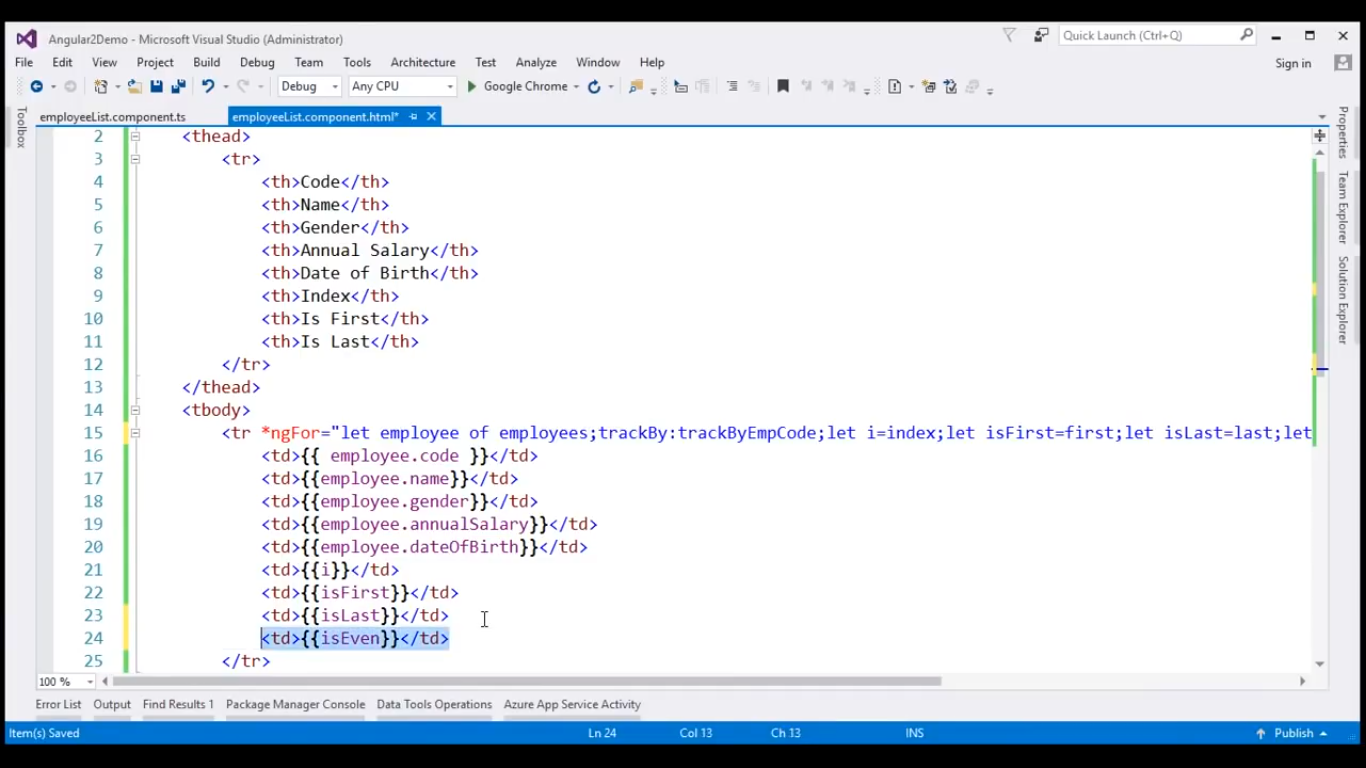 Angular2Demo - Microsoft Visual Studio (Administrator)
Quick Launch (Ctrl+Q)
File Edit View Project Build Debug Team Tools Architecture Test Analyze Window Help
Sign in
Debug Any CPU Google Chrome
employeeList.component.ts employeeList.component.html*
Toolbox
Properties
Team Explorer
Solution Explorer
2 <thead>
3 <tr>
4 <th>Code</th>
5 <th>Name</th>
6 <th>Gender</th>
7 <th>Annual Salary</th>
8 <th>Date of Birth</th>
9 <th>Index</th>
10 <th>Is First</th>
11 <th>Is Last</th>
12 </tr>
13 </thead>
14 <tbody>
15 <tr *ngFor="let employee of employees;trackBy:trackByEmpCode;let i=index;let isFirst=first;let isLast=last;let
16 <td>{{ employee.code }}</td>
17 <td>{{employee.name}}</td>
18 <td>{{employee.gender}}</td>
19 <td>{{employee.annualSalary}}</td>
20 <td>{{employee.dateOfBirth}}</td>
21 <td>{{i}}</td>
22 <td>{{isFirst}}</td>
23 <td>{{isLast}}</td>
24 <td>{{isEven}}</td>
25 </tr>
100 %
Error List Output Find Results 1 Package Manager Console Data Tools Operations Azure App Service Activity
Item(s) Saved Ln 24 Col 13 Ch 13 INS Publish